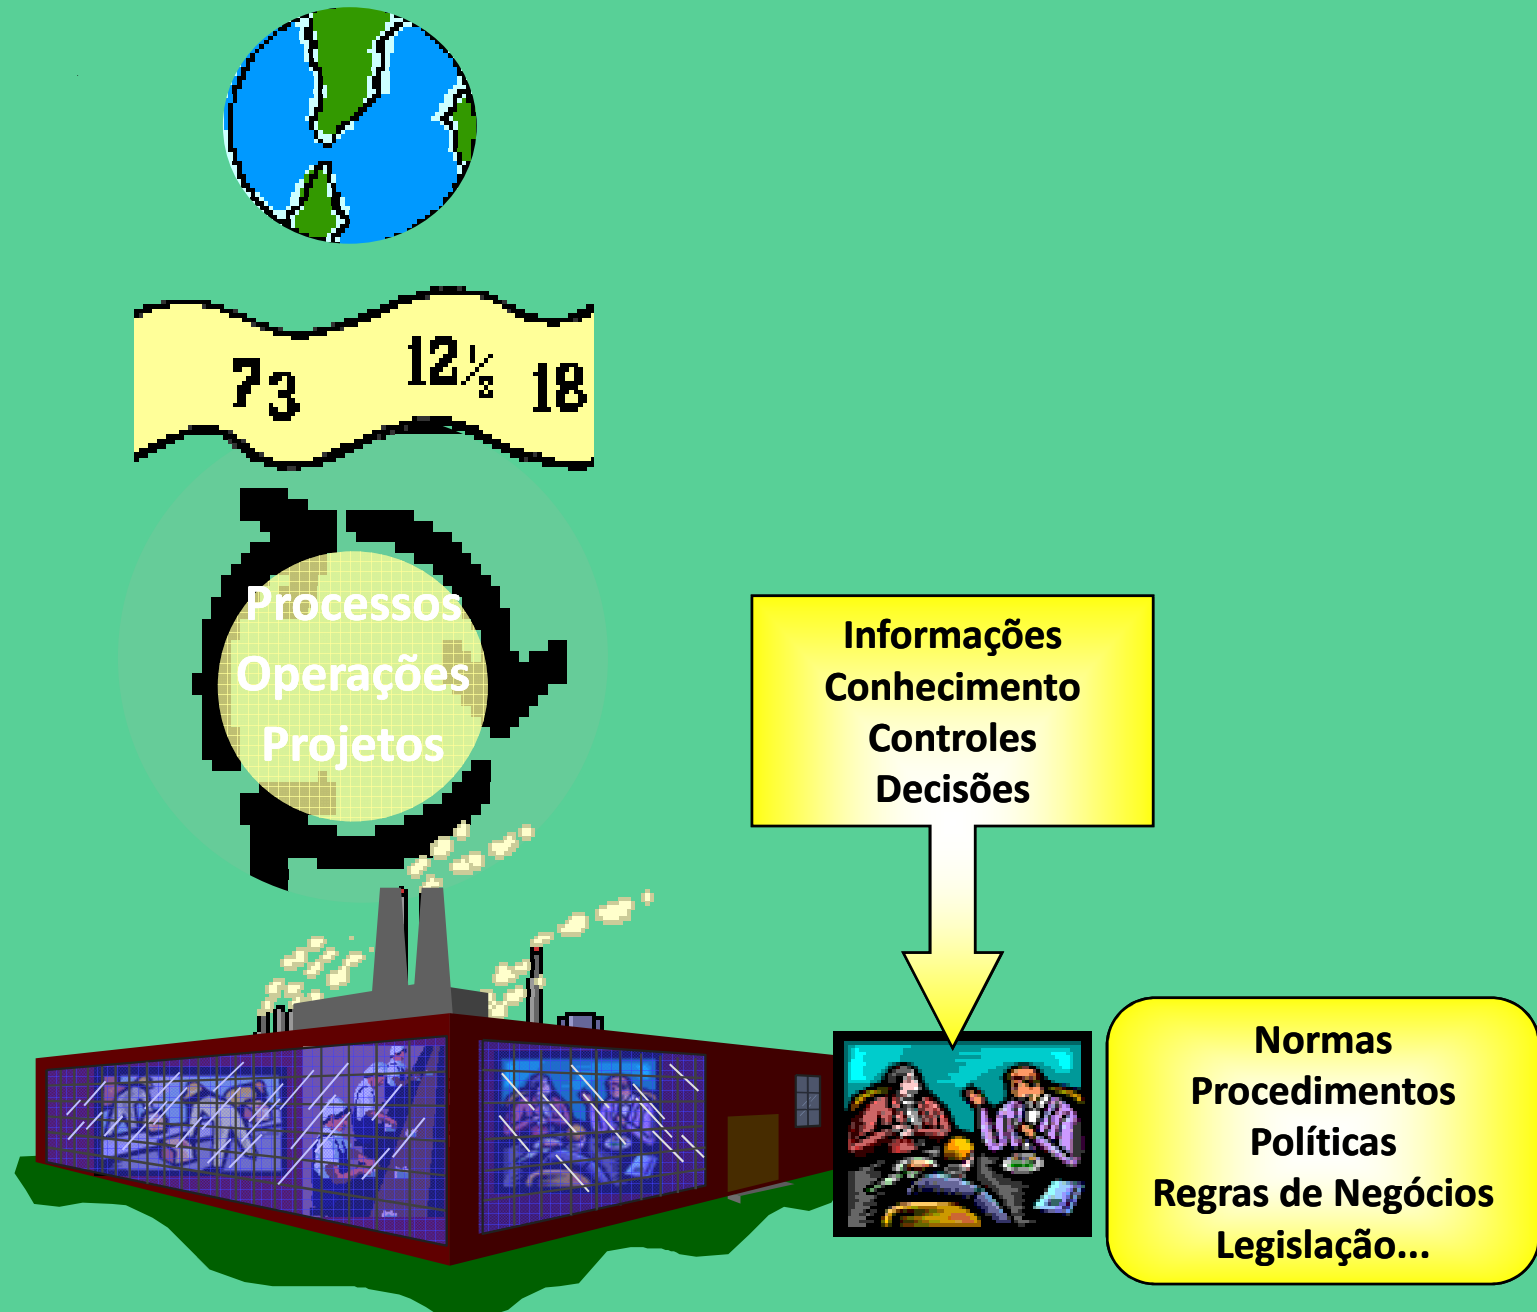 73 12½ 18
Processos
Operações
Projetos
Informações
Conhecimento
Controles
Decisões
Normas
Procedimentos
Políticas
Regras de Negócios
Legislação...